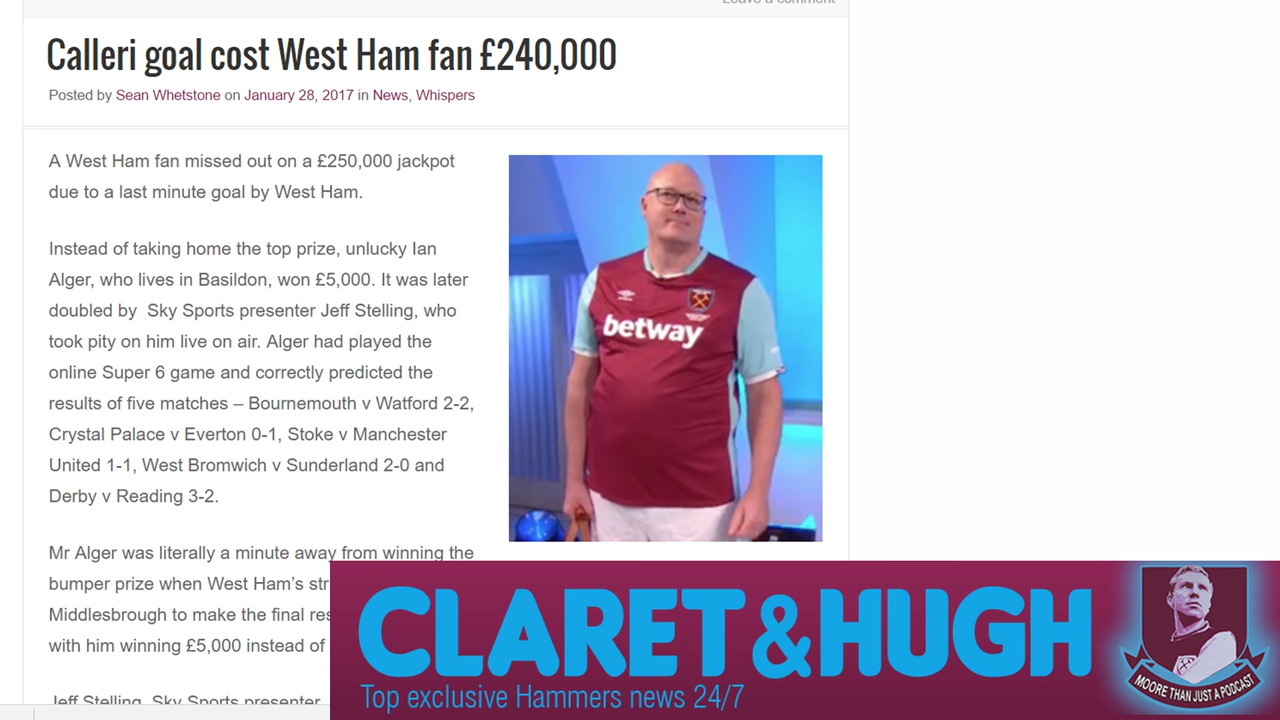 Leave a comment
Calleri goal cost West Ham fan £240,000
Posted by Sean Whetstone on January 28, 2017 in News, Whispers
A West Ham fan missed out on a £250,000 jackpot
due to a last minute goal by West Ham.
Instead of taking home the top prize, unlucky Ian
Alger, who lives in Basildon, won £5,000. It was later
doubled by  Sky Sports presenter Jeff Stelling, who
took pity on him live on air. Alger had played the
online Super 6 game and correctly predicted the
results of five matches – Bournemouth v Watford 2-2,
Crystal Palace v Everton 0-1, Stoke v Manchester
United 1-1, West Bromwich v Sunderland 2-0 and
Derby v Reading 3-2.
Mr Alger was literally a minute away from winning the
bumper prize when West Ham's
Middlesbrough to make the final
with him winning £5,000 instead of
Jeff Stelling, Sky Sports presenter
betway
CLARET & HUGH
Top exclusive Hammers news 24/7
MOORE THAN JUST A PODCAST